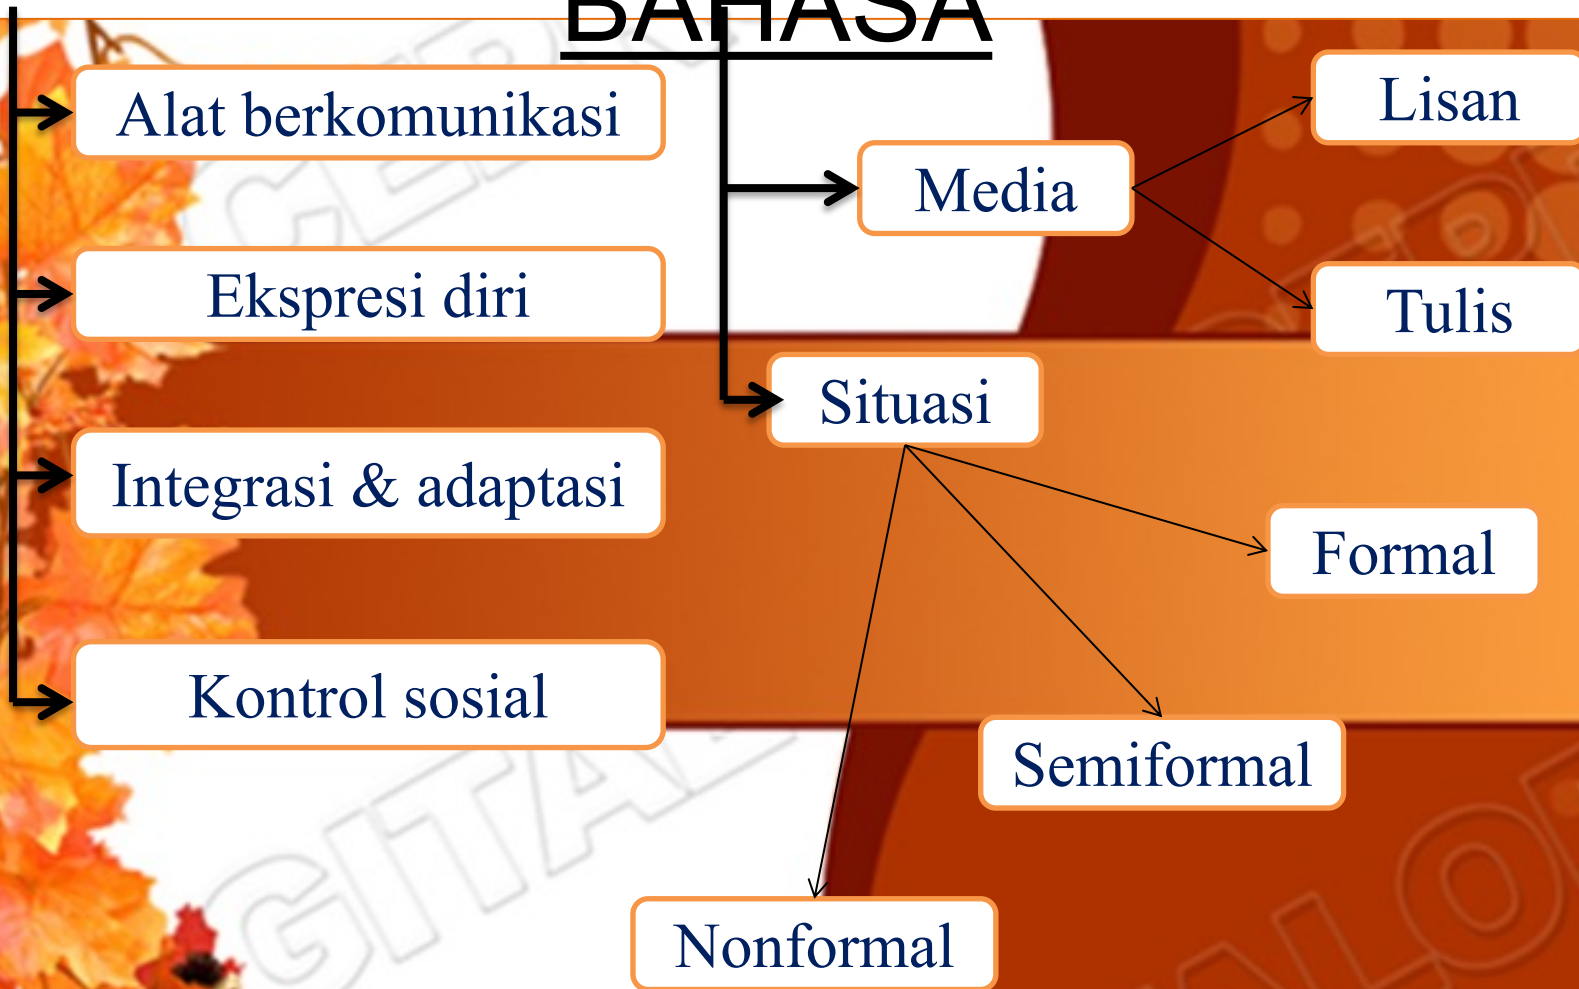 BAHASA
Alat berkomunikasi
Ekspresi diri
Integrasi & adaptasi
Kontrol sosial
Media
Lisan
Tulis
Situasi
Formal
Semiformal
Nonformal